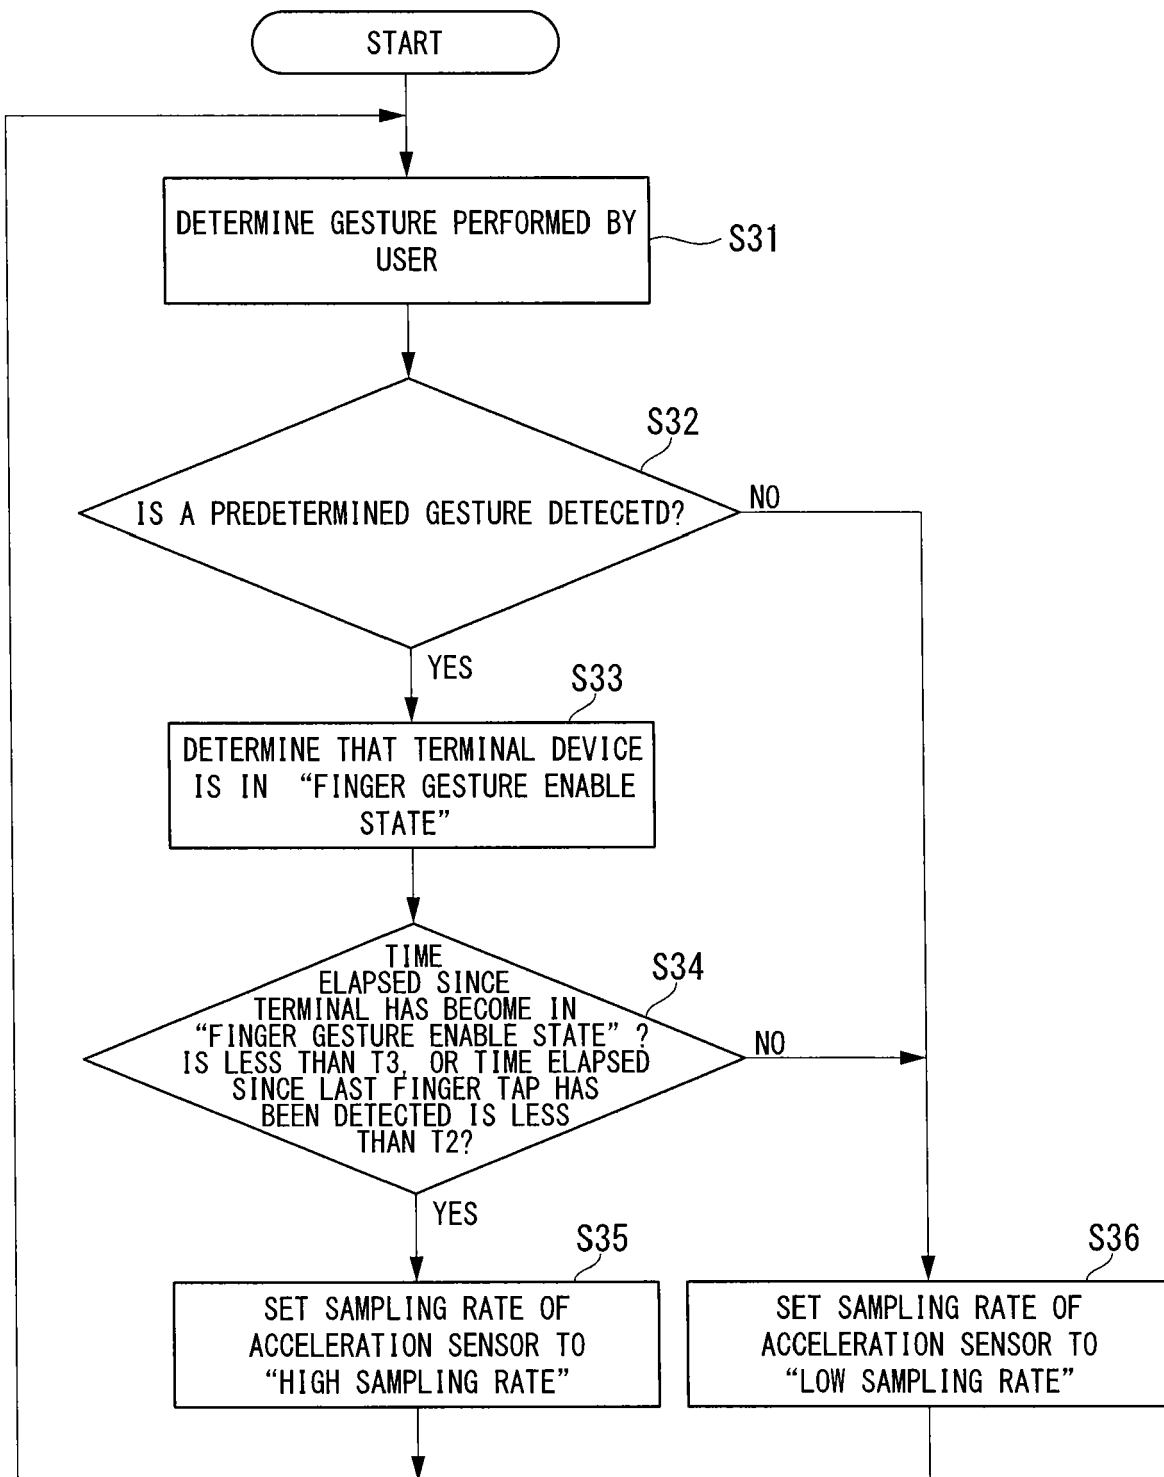 START
DETERMINE GESTURE PERFORMED BY
USER
S31
S32
IS A PREDETERMINED GESTURE DETECETD?
NO
YES
S33
DETERMINE THAT TERMINAL DEVICE
IS IN “FINGER GESTURE ENABLE
STATE”
S34
TIME
ELAPSED SINCE
TERMINAL HAS BECOME IN
“FINGER GESTURE ENABLE STATE” ?
IS LESS THAN T3, OR TIME ELAPSED
SINCE LAST FINGER TAP HAS
BEEN DETECTED IS LESS
THAN T2?
NO
YES
S35
SET SAMPLING RATE OF
ACCELERATION SENSOR TO
“HIGH SAMPLING RATE”
S36
SET SAMPLING RATE OF
ACCELERATION SENSOR TO
“LOW SAMPLING RATE”